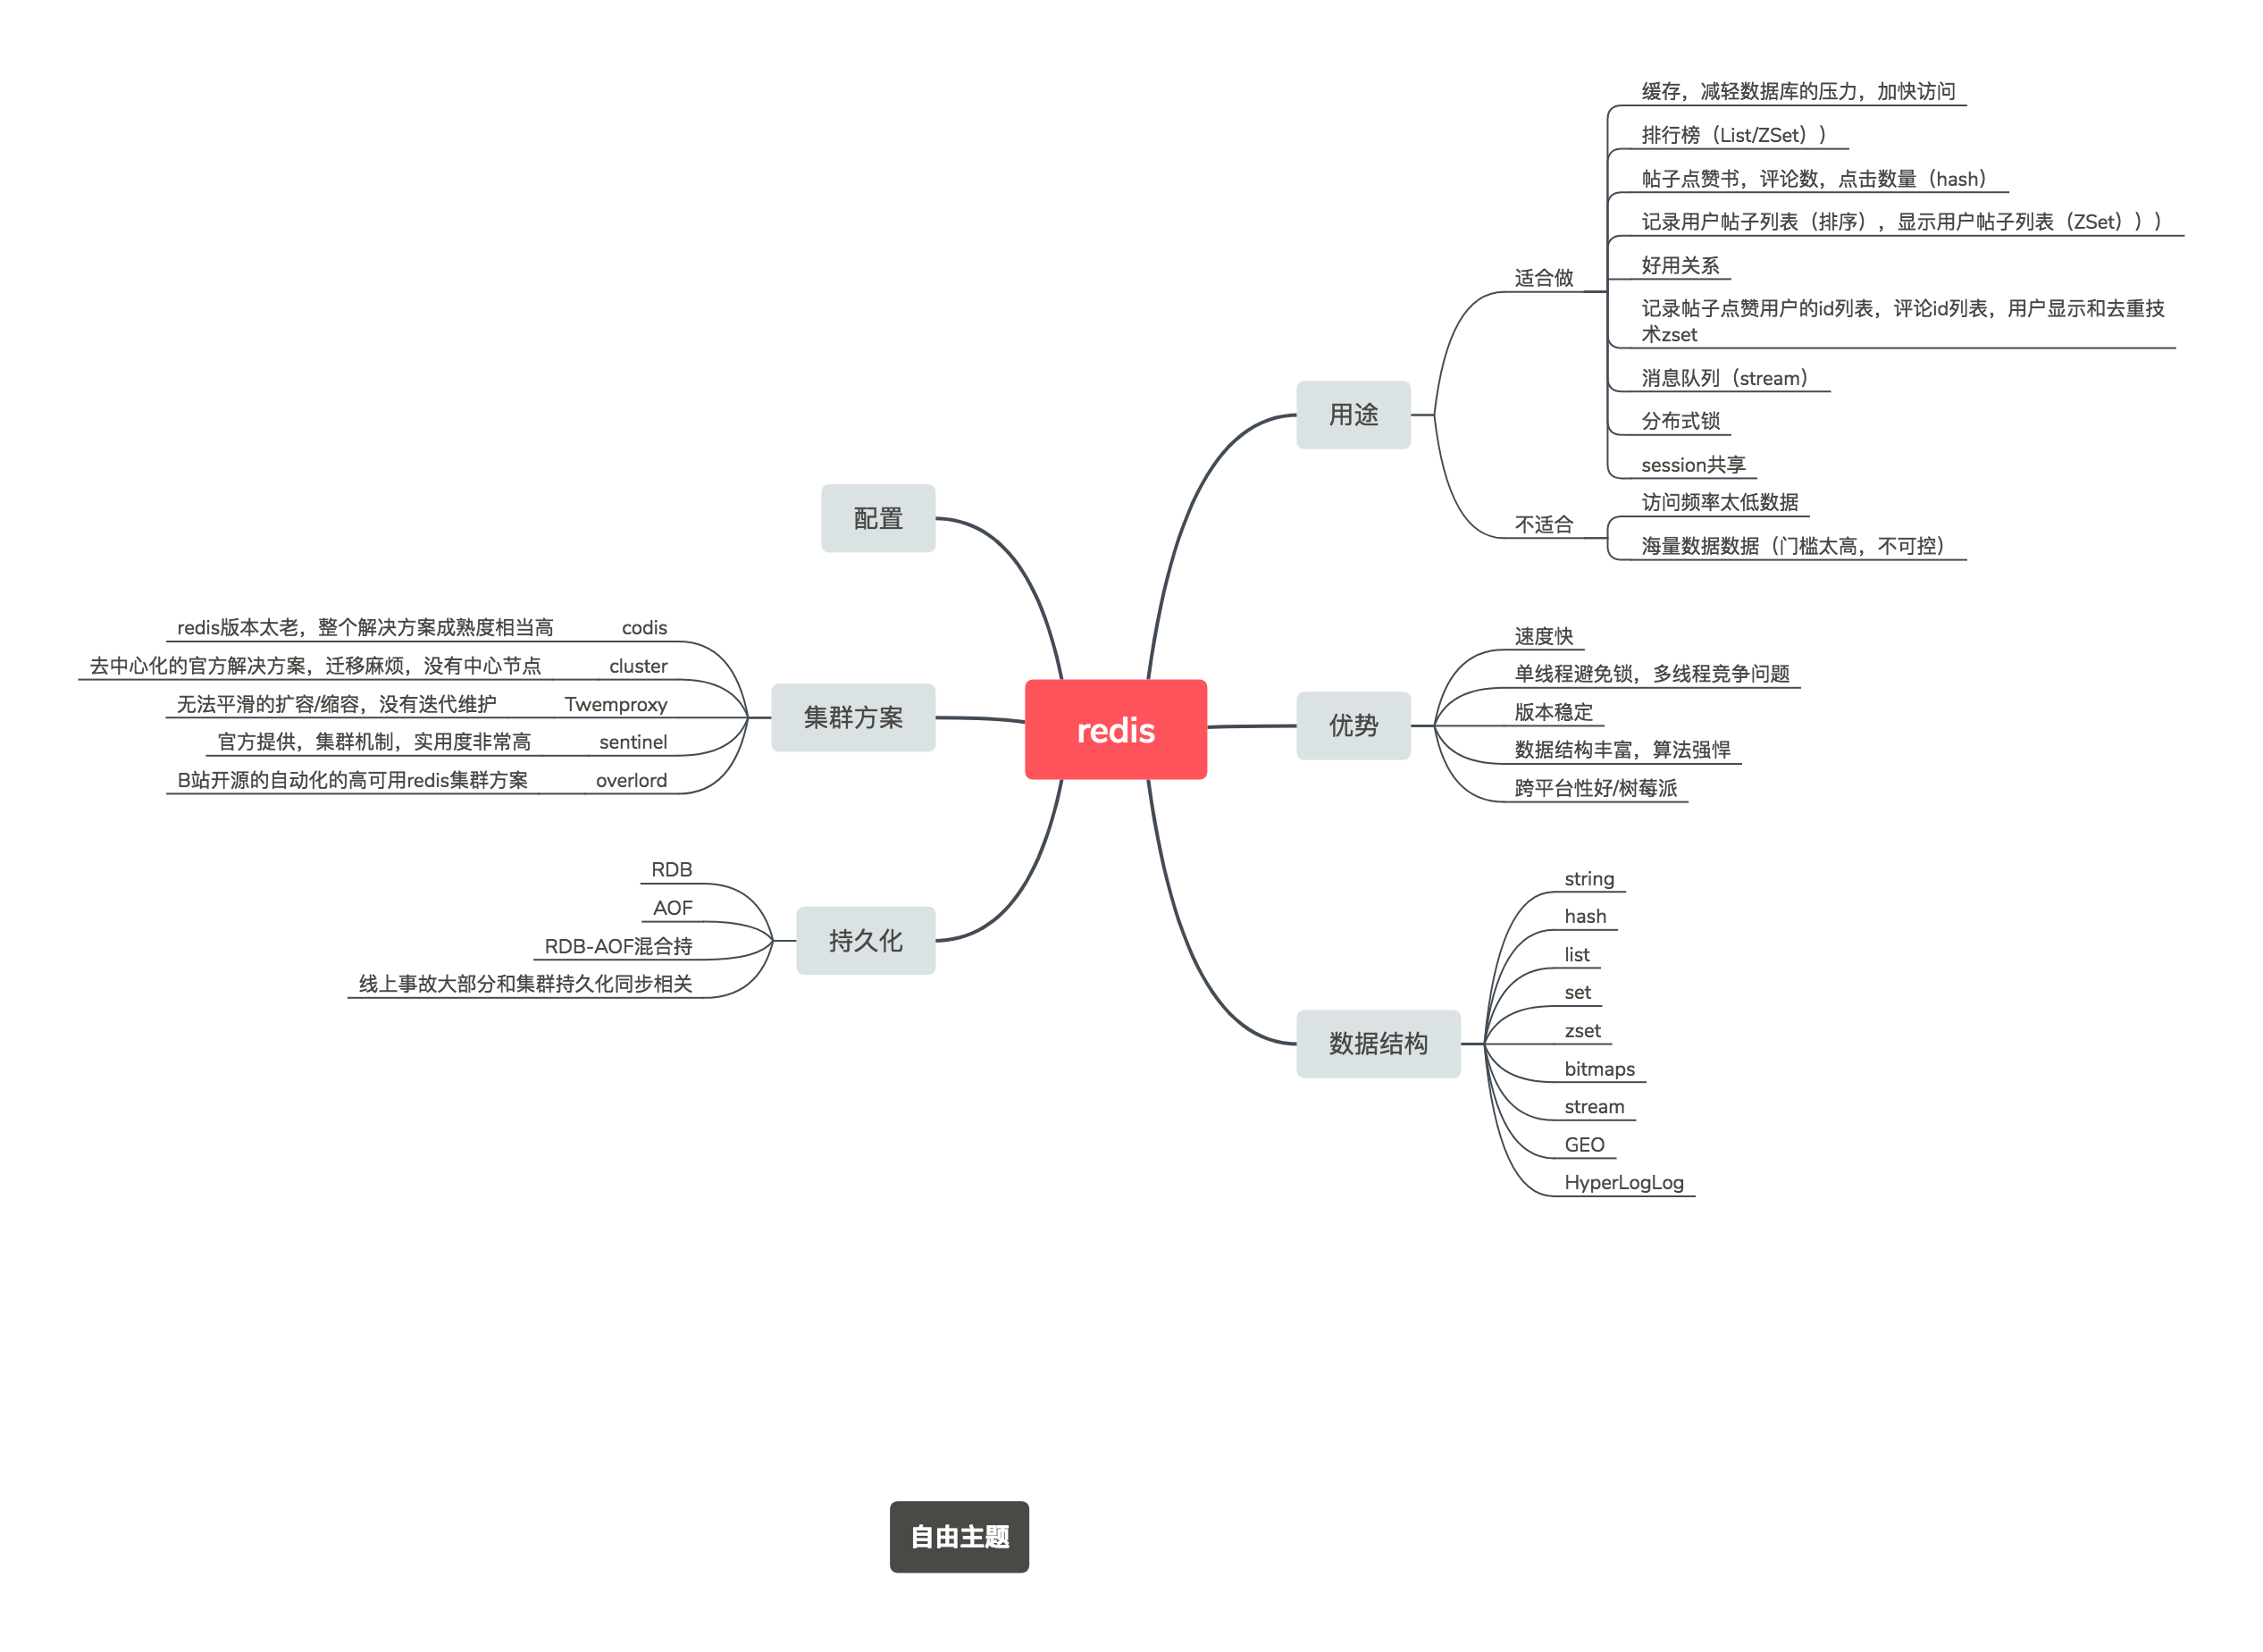 redis
用途
适合做
缓存，减轻数据库的压力，加快访问
排行榜（List/ZSet））
帖子点赞书，评论数，点击数量（hash）
记录用户帖子列表（排序），显示用户帖子列表（ZSet）））
好用关系
记录帖子点赞用户的id列表，评论id列表，用户显示和去重技
术zset
消息队列（stream）
分布式锁
session共享
不适合
访问频率太低数据
海量数据数据（门槛太高，不可控）
优势
速度快
单线程避免锁，多线程竞争问题
版本稳定
数据结构丰富，算法强悍
跨平台性好/树莓派
数据结构
string
hash
list
set
zset
bitmaps
stream
GEO
HyperLogLog
配置
集群方案
codis
redis版本太老，整个解决方案成熟度相当高
cluster
去中心化的官方解决方案，迁移麻烦，没有中心节点
Twemproxy
无法平滑的扩容/缩容，没有迭代维护
sentinel
官方提供，集群机制，实用度非常高
overlord
B站开源的自动化的高可用redis集群方案
持久化
RDB
AOF
RDB-AOF混合持
线上事故大部分和集群持久化同步相关
自由主题